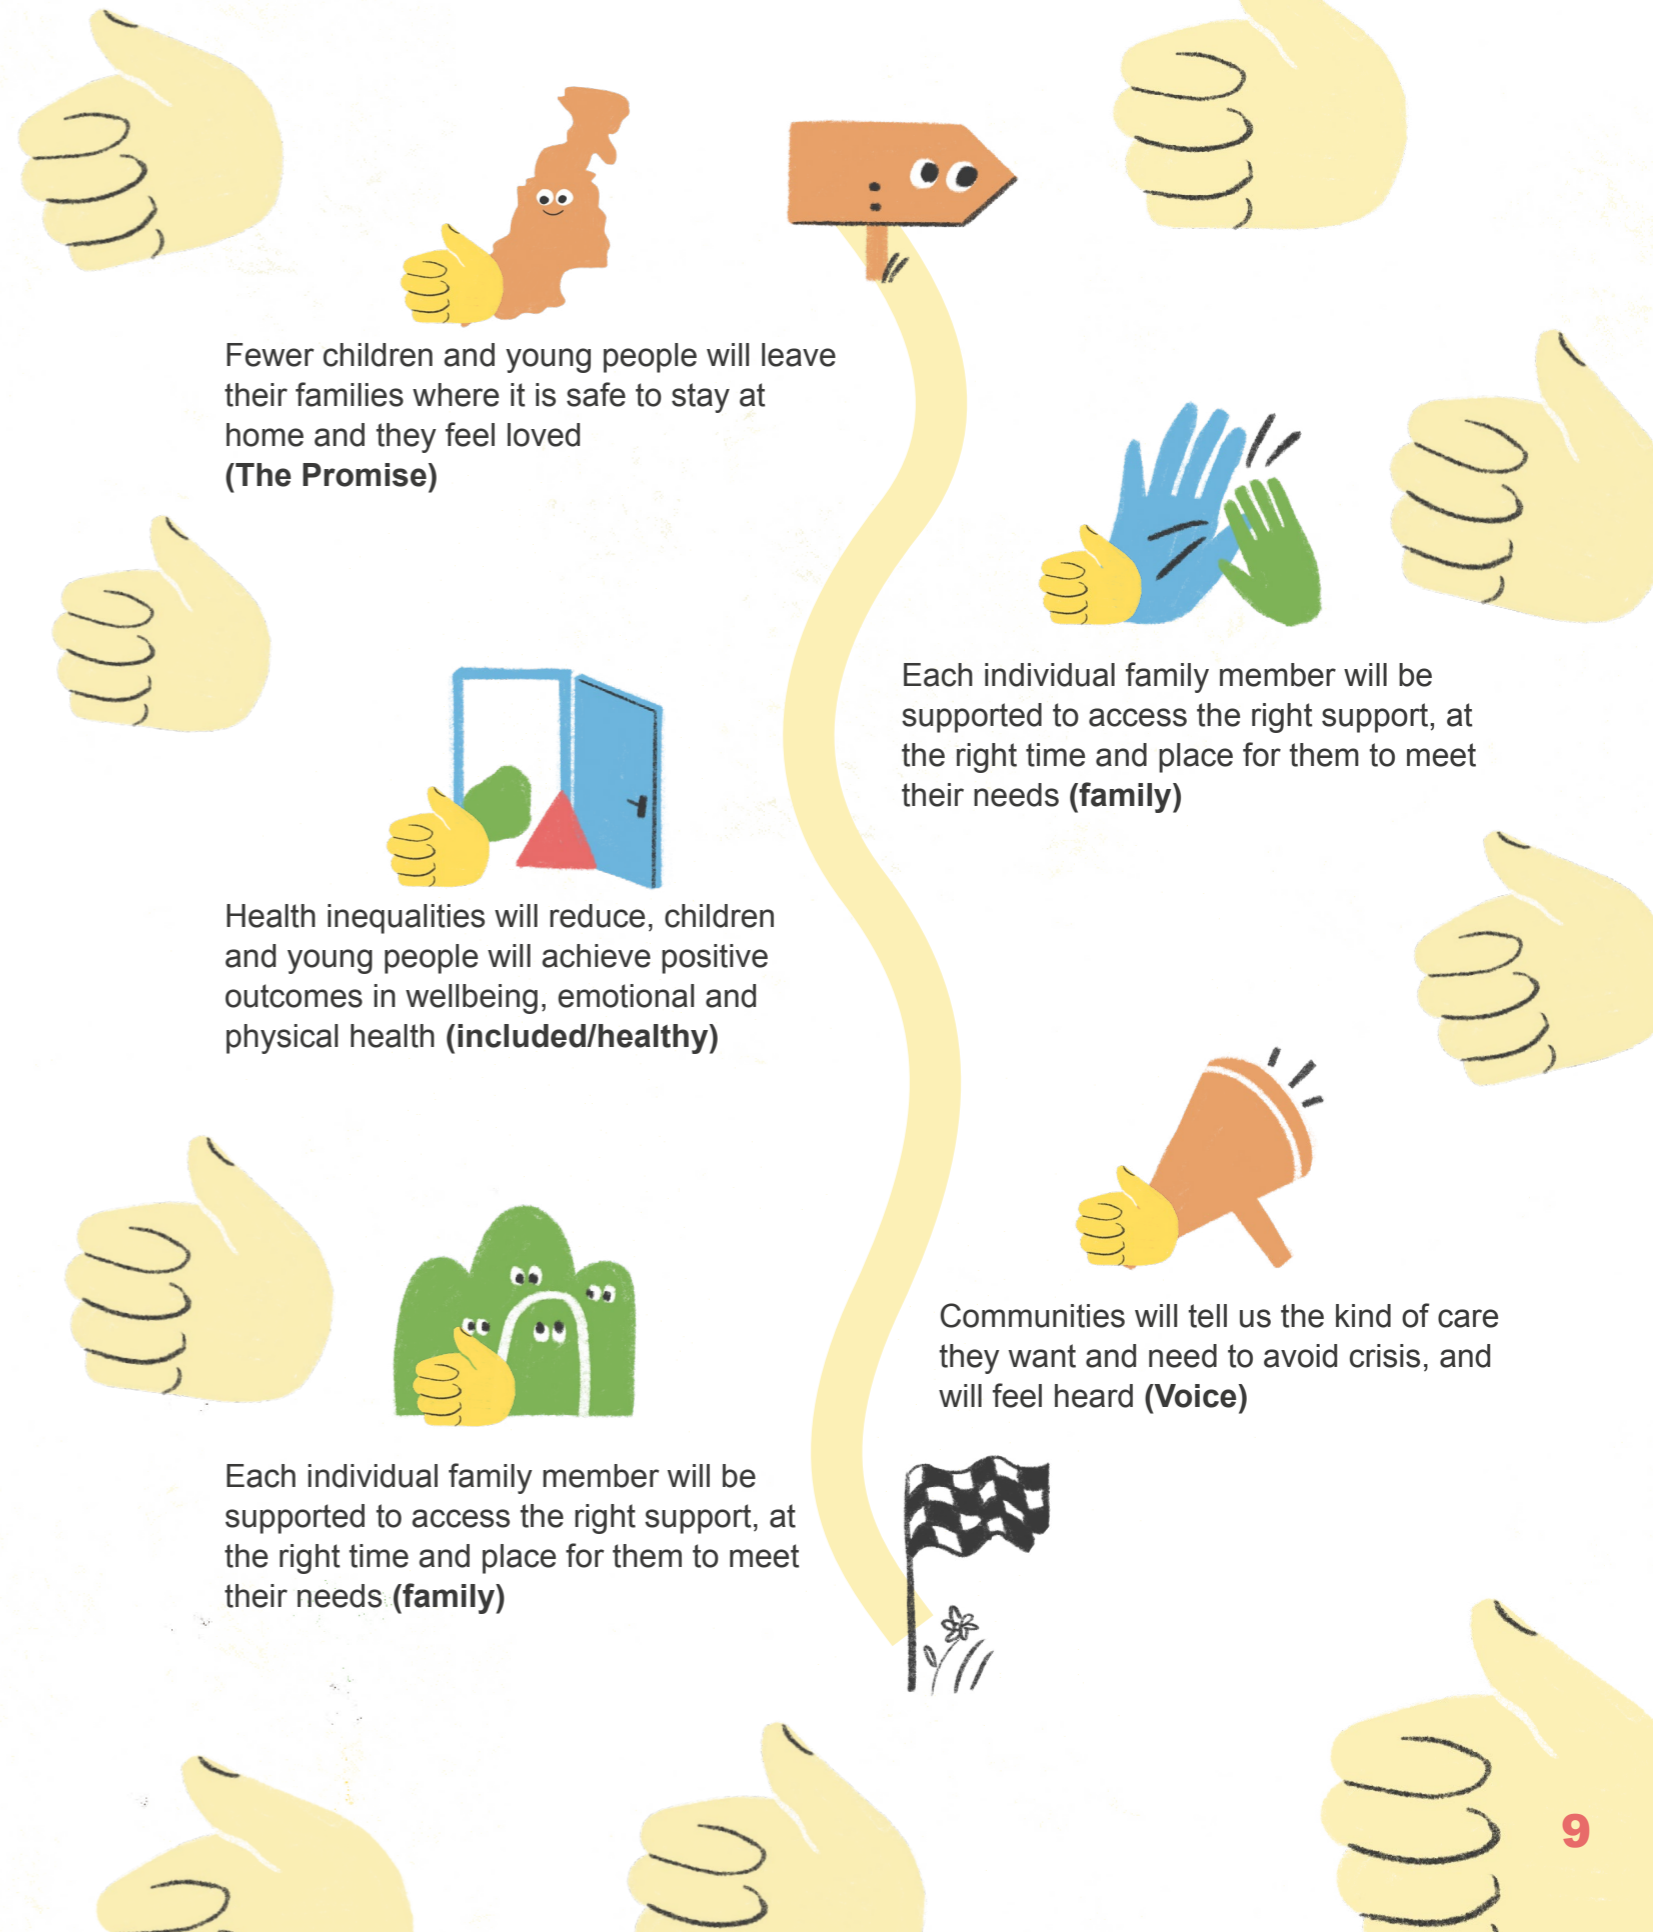 Fewer children and young people will leave
their families where it is safe to stay at
home and they feel loved
(The Promise)
Each individual family member will be
supported to access the right support, at
the right time and place for them to meet
their needs (family)
Health inequalities will reduce, children
and young people will achieve positive
outcomes in wellbeing, emotional and
physical health (included/healthy)
Communities will tell us the kind of care
they want and need to avoid crisis, and
will feel heard (Voice)
Each individual family member will be
supported to access the right support, at
the right time and place for them to meet
their needs (family)
9